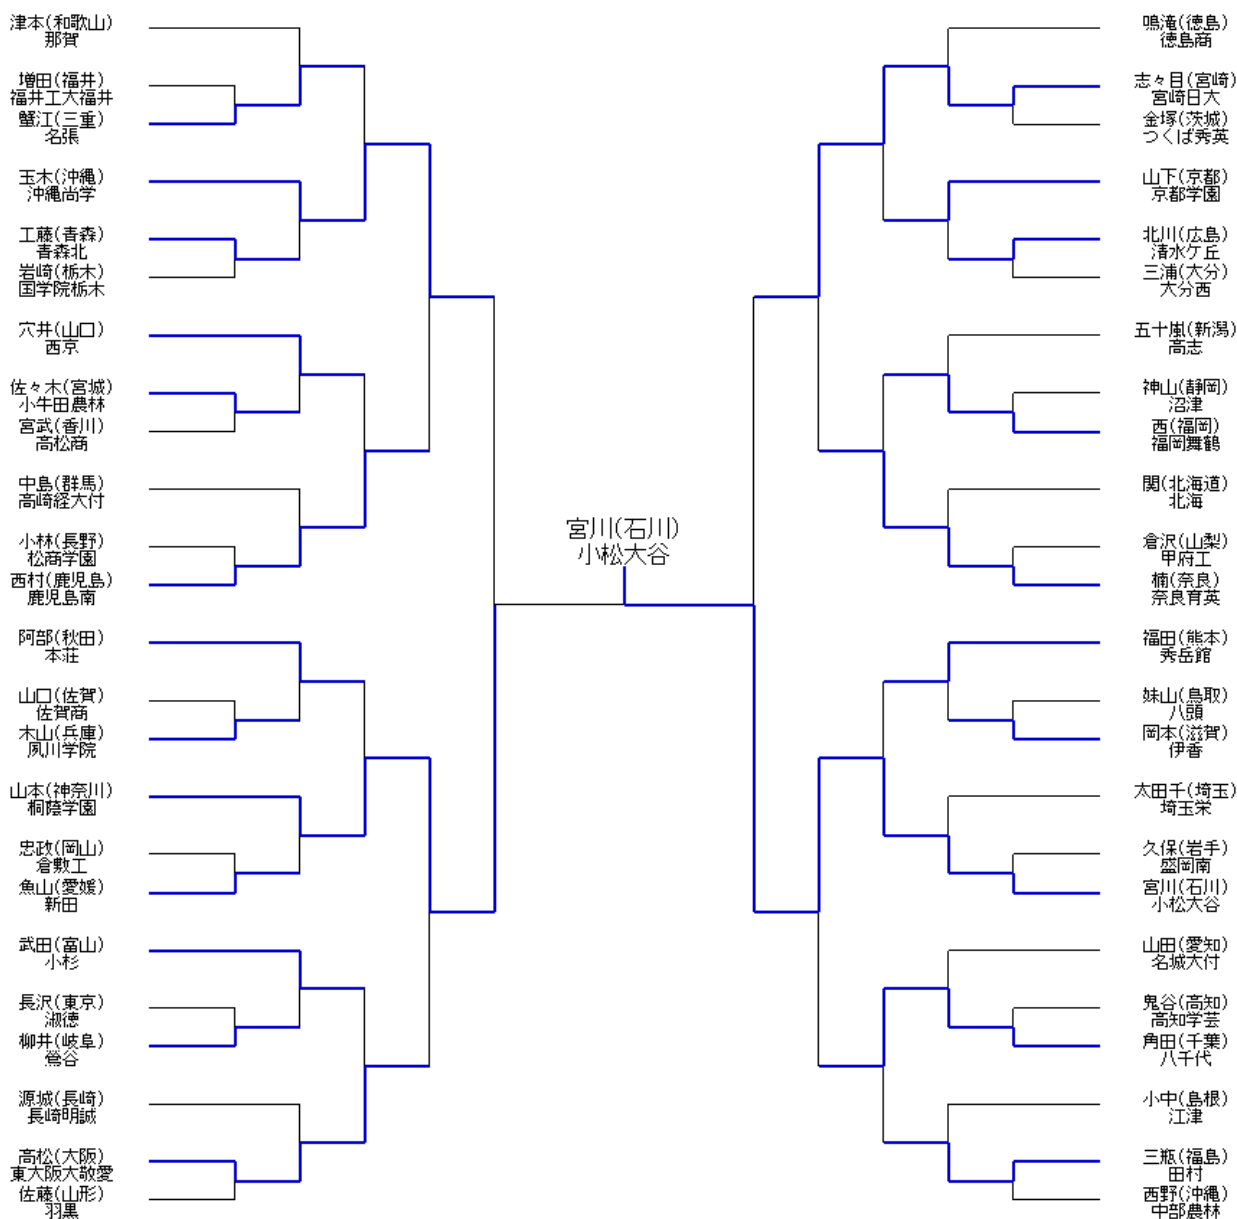 津本(和歌山)
那賀
増田(福井)
福井工大福井
蟹江(三重)
名張
玉木(沖縄)
沖縄尚学
工藤(青森)
青森北
岩崎(栃木)
国学院栃木
穴井(山口)
西京
佐々木(宮城)
小牛田農林
宮武(香川)
高松商
中島(群馬)
高崎経大付
小林(長野)
松商学園
西村(鹿児島)
鹿児島南
阿部(秋田)
本荘
山口(佐賀)
佐賀商
木山(兵庫)
夙川学院
山本(神奈川)
桐蔭学園
忠政(岡山)
倉敷工
魚山(愛媛)
新田
武田(富山)
小杉
長沢(東京)
淑徳
柳井(岐阜)
鶯谷
源城(長崎)
長崎明誠
高松(大阪)
東大阪大敬愛
佐藤(山形)
羽黒
宮川(石川)
小松大谷
鳴滝(徳島)
徳島商
志々目(宮崎)
宮崎日大
金塚(茨城)
つくば秀英
山下(京都)
京都学園
北川(広島)
清水ケ丘
三浦(大分)
大分西
五十嵐(新潟)
高志
神山(静岡)
沼津
西(福岡)
福岡舞鶴
関(北海道)
北海
倉沢(山梨)
甲府工
楠(奈良)
奈良育英
福田(熊本)
秀岳館
妹山(鳥取)
八頭
岡本(滋賀)
伊香
太田千(埼玉)
埼玉栄
久保(岩手)
盛岡南
宮川(石川)
小松大谷
山田(愛知)
名城大付
鬼谷(高知)
高知学芸
角田(千葉)
八千代
小中(島根)
江津
三瓶(福島)
田村
西野(沖縄)
中部農林